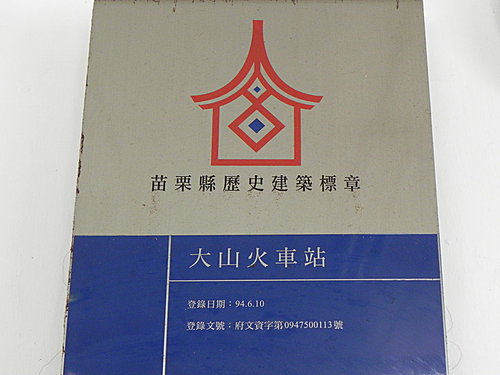 苗栗縣歷史建築標章
大山火車站
登錄日期：94.6.10
登錄文號：府文資字第0947500113號